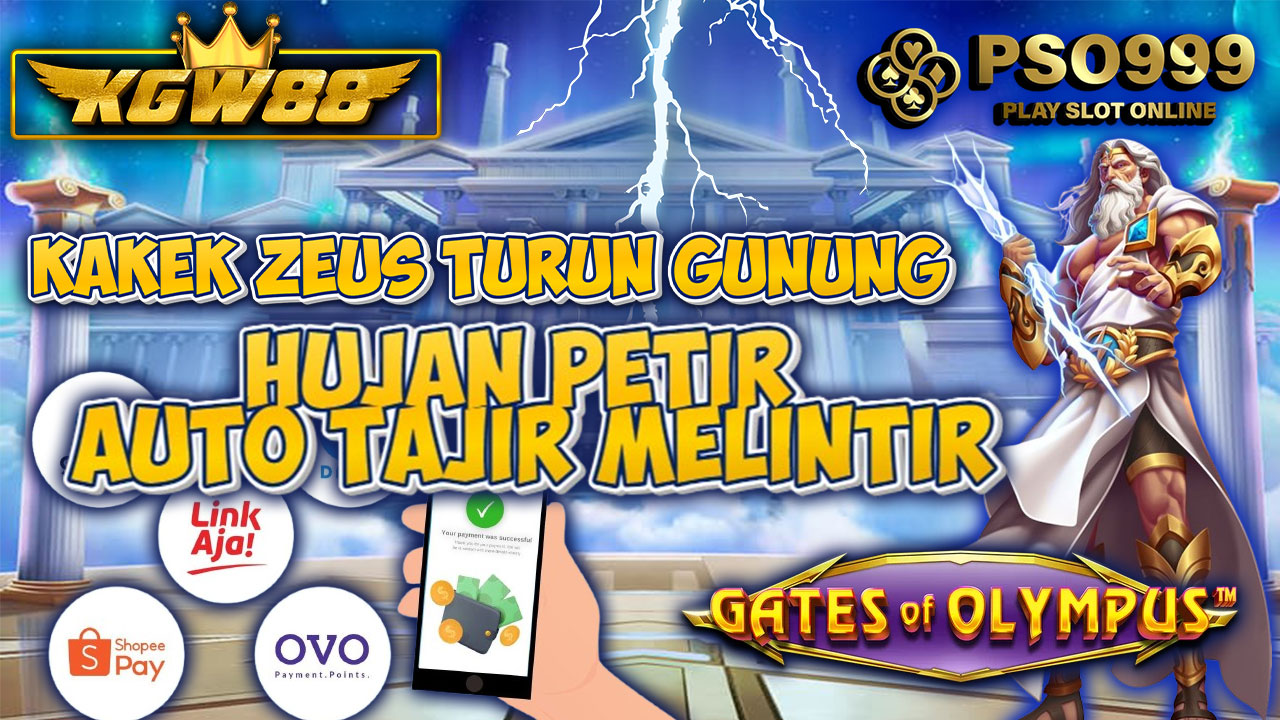 KGW88
PSO999
PLAY SLOT ONLINE
KAKEK ZEUS TURUN GUNUNG
HUJAN PETIR
AUTO TAJIR MELINTIR
D
Link
Aja!
Your payment was successful
Shopee
Pay
OVO
Payment.Points.
GATES of OLYMPUS™